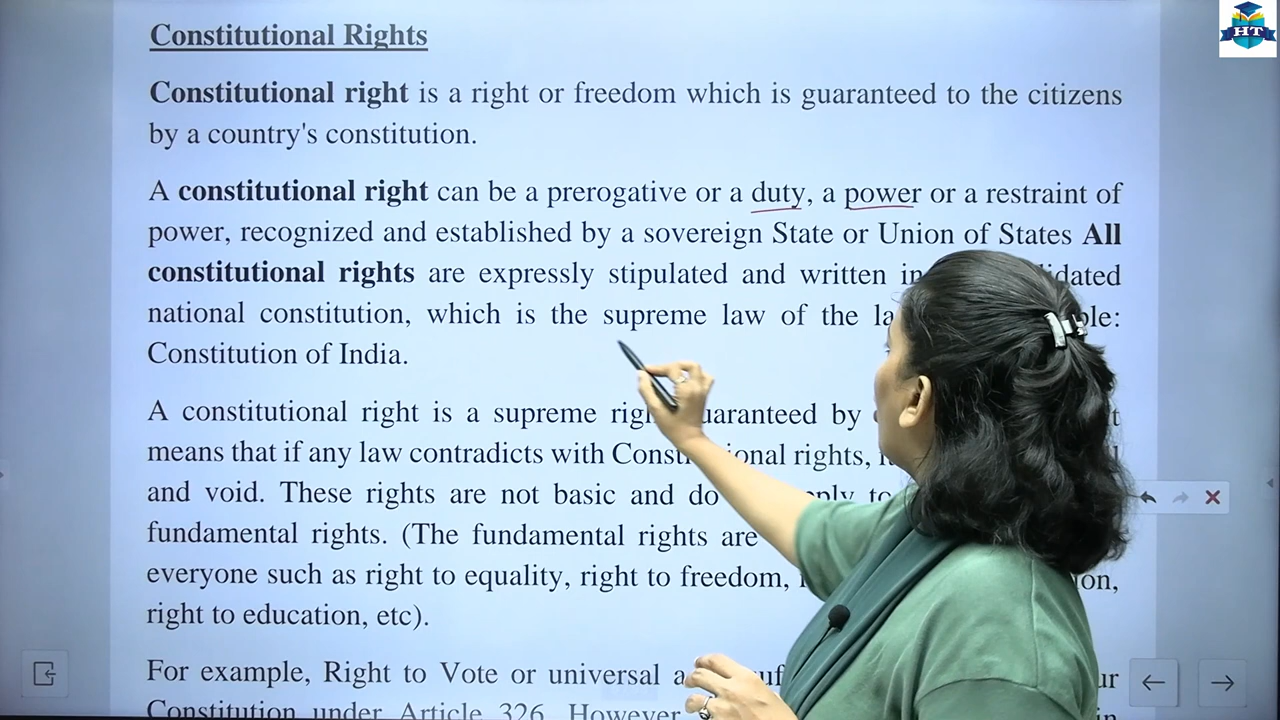 Constitutional Rights
Constitutional right is a right or freedom which is guaranteed to the citizens
by a country's constitution.
A constitutional right can be a prerogative or a duty, a power or a restraint of
power, recognized and established by a sovereign State or Union of States All
constitutional rights are expressly stipulated and written in
national constitution, which is the supreme law of the
Constitution of India.
A constitutional right is a supreme guaranteed by
means that if any law contradicts with rights,
and void. These rights are not basic and do
fundamental rights. (The fundamental rights are
everyone such as right to equality, right to freedom,
right to education, etc).
For example, Right to Vote or universal
Constitution under Article 326. However
HT